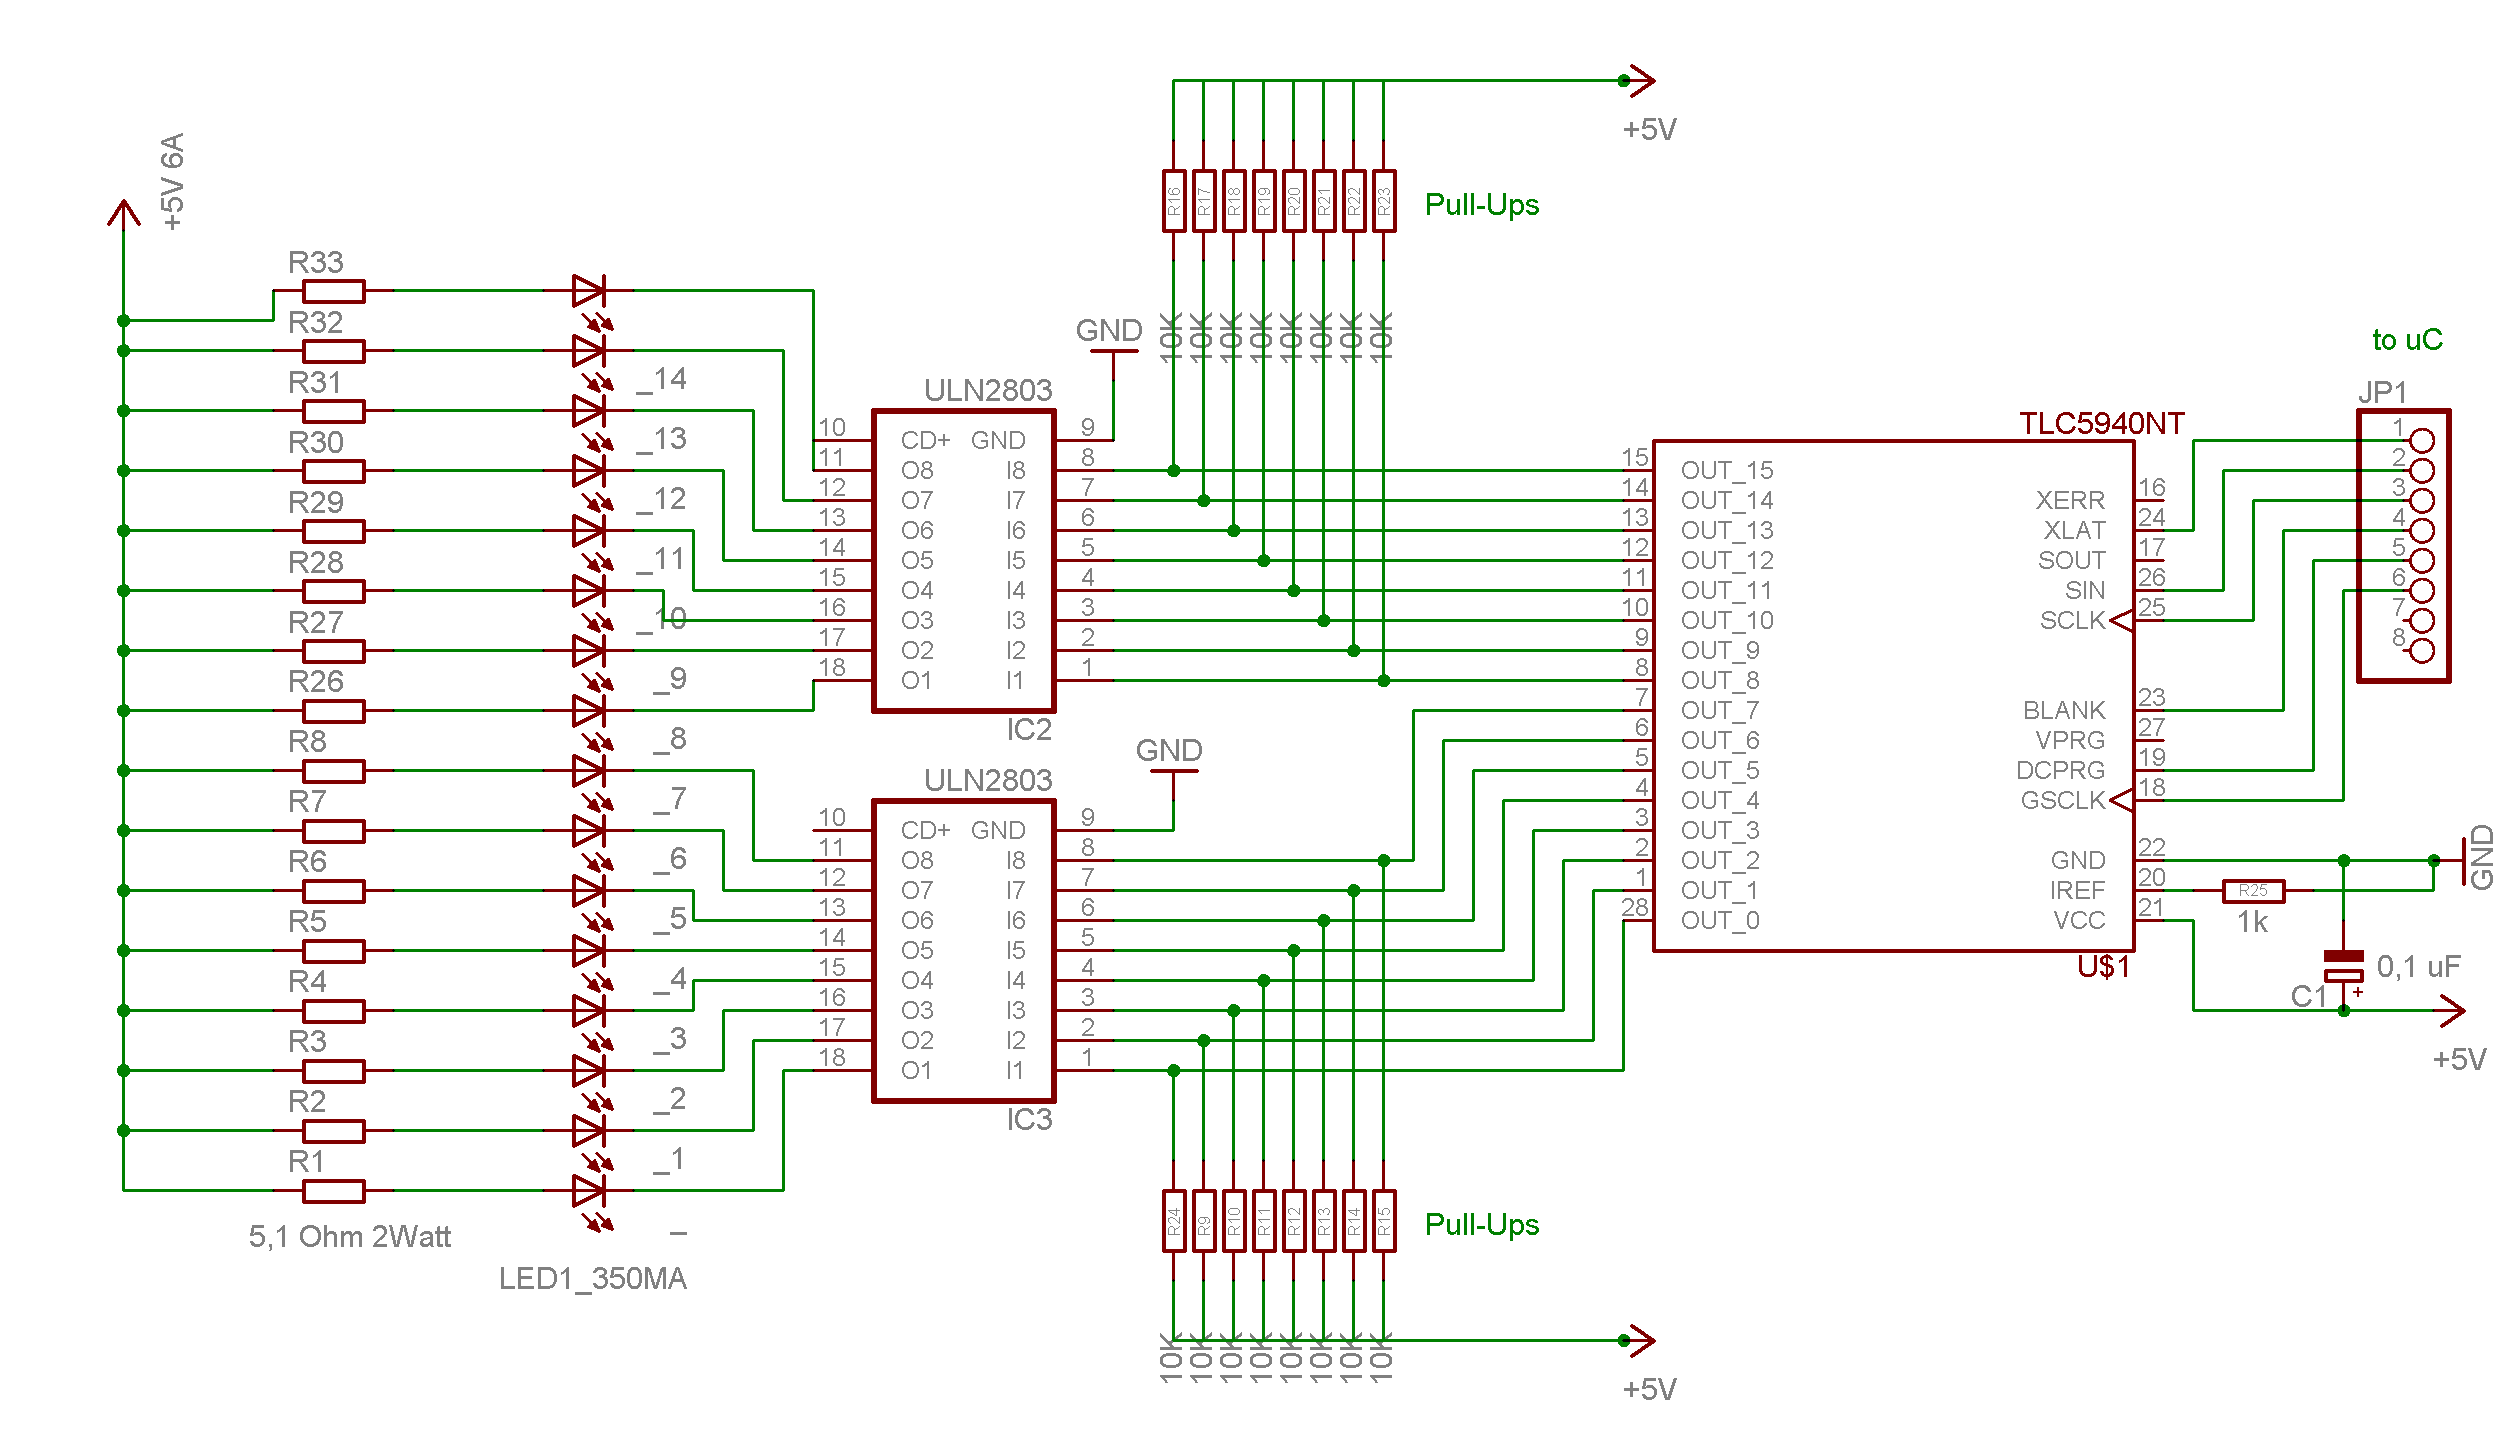 +5V 6A
R33
R32
R31
R30
R29
R28
R27
R26
R8
R7
R6
R5
R4
R3
R2
R1
5,1 Ohm 2Watt
_14
_13
_12
_11
_10
_9
_8
_7
_6
_5
_4
_3
_2
_1
_
LED1_350MA
+5V
R16 R17 R18 R19 R20 R21 R22 R23
Pull-Ups
10K 10K 10K 10K 10K 10K 10K 10K
GND
ULN2803
10 CD+ GND 9
11 O8 I8 8
12 O7 I7 7
13 O6 I6 6
14 O5 I5 5
15 O4 I4 4
16 O3 I3 3
17 O2 I2 2
18 O1 I1 1
IC2
GND
ULN2803
10 CD+ GND 9
11 O8 I8 8
12 O7 I7 7
13 O6 I6 6
14 O5 I5 5
15 O4 I4 4
16 O3 I3 3
17 O2 I2 2
18 O1 I1 1
IC3
R24 R9 R10 R11 R12 R13 R14 R15
Pull-Ups
10K 10K 10K 10K 10K 10K 10K 10K
+5V
TLC5940NT
15 OUT_15
14 OUT_14
13 OUT_13
12 OUT_12
11 OUT_11
10 OUT_10
9 OUT_9
8 OUT_8
7 OUT_7
6 OUT_6
5 OUT_5
4 OUT_4
3 OUT_3
2 OUT_2
1 OUT_1
28 OUT_0
XERR 16
XLAT 24
SOUT 17
SIN 26
SCLK 25
BLANK 23
VPRG 27
DCPRG 19
GSCLK 18
GND 22
IREF 20
VCC 21
U$1
to uC
JP1
1
2
3
4
5
6
7
8
GND
R25
1k
0,1 uF
C1
+
+5V